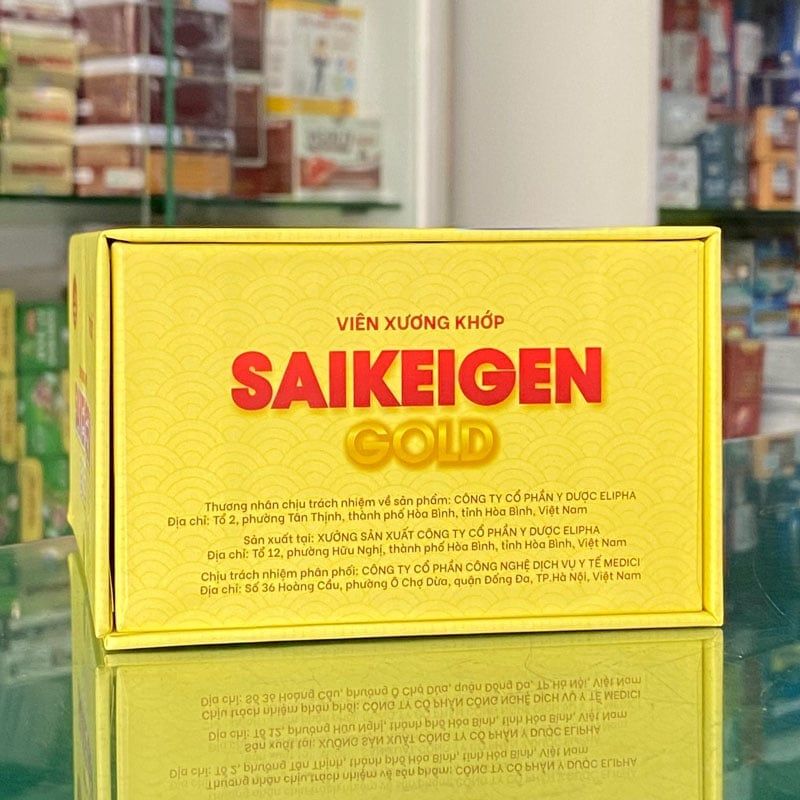 VIÊN XƯƠNG KHỚP
SAIKEIGEN
GOLD
Thương nhân chịu trách nhiệm về sản phẩm: CÔNG TY CỔ PHẦN Y DƯỢC ELIPHA
Địa chỉ: Tổ 2, phường Tân Thịnh, thành phố Hòa Bình, tỉnh Hòa Bình, Việt Nam
Sản xuất tại: XƯỞNG SẢN XUẤT CÔNG TY CỔ PHẦN Y DƯỢC ELIPHA
Địa chỉ: Tổ 12, phường Hữu Nghị, thành phố Hòa Bình, tỉnh Hòa Bình, Việt Nam
Chịu trách nhiệm phân phối: CÔNG TY CỔ PHẦN CÔNG NGHỆ DỊCH VỤ Y TẾ MEDICI
Địa chỉ: Số 36 Hoàng Cầu, phường Ô Chợ Dừa, quận Đống Đa, TP.Hà Nội, Việt Nam